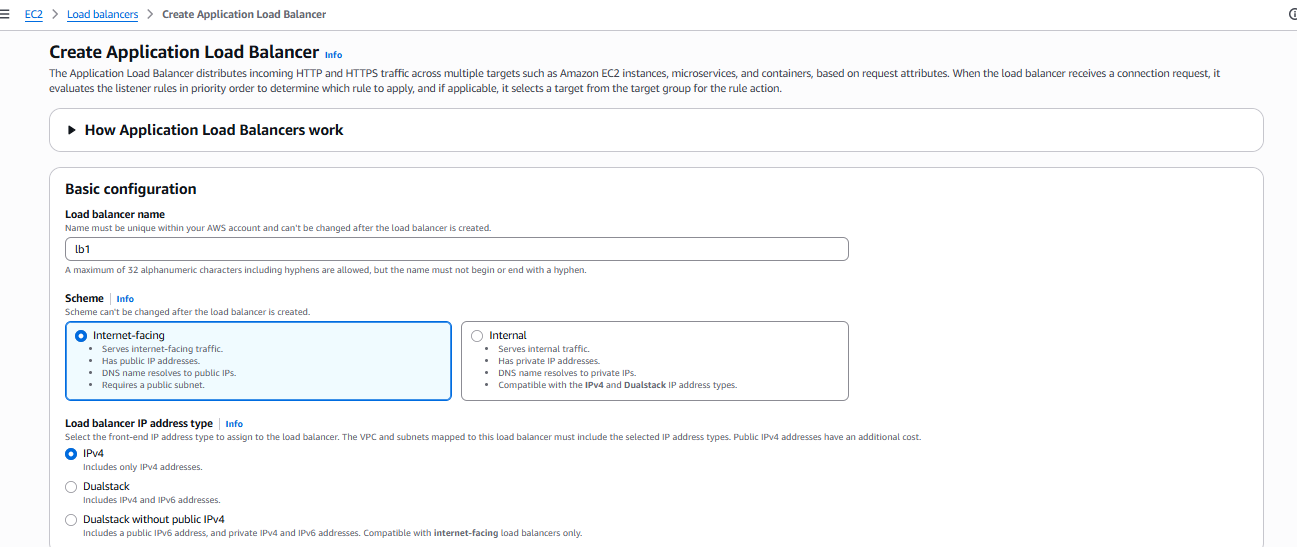 EC2 > Load balancers > Create Application Load Balancer
Create Application Load Balancer Info
The Application Load Balancer distributes incoming HTTP and HTTPS traffic across multiple targets such as Amazon EC2 instances, microservices, and containers, based on request attributes. When the load balancer receives a connection request, it
evaluates the listener rules in priority order to determine which rule to apply, and if applicable, it selects a target from the target group for the rule action.
How Application Load Balancers work
Basic configuration
Load balancer name
Name must be unique within your AWS account and can't be changed after the load balancer is created.
lb1
A maximum of 32 alphanumeric characters including hyphens are allowed, but the name must not begin or end with a hyphen.
Scheme | Info
Scheme can't be changed after the load balancer is created.
Internet-facing
• Serves internet-facing traffic.
• Has public IP addresses.
• DNS name resolves to public IPs.
• Requires a public subnet.
Internal
• Serves internal traffic.
• Has private IP addresses.
• DNS name resolves to private IPs.
• Compatible with the IPv4 and Dualstack IP address types.
Load balancer IP address type | Info
Select the front-end IP address type to assign to the load balancer. The VPC and subnets mapped to this load balancer must include the selected IP address types. Public IPv4 addresses have an additional cost.
IPv4
Includes only IPv4 addresses.
Dualstack
Includes IPv4 and IPv6 addresses.
Dualstack without public IPv4
Includes a public IPv6 address, and private IPv4 and IPv6 addresses. Compatible with internet-facing load balancers only.